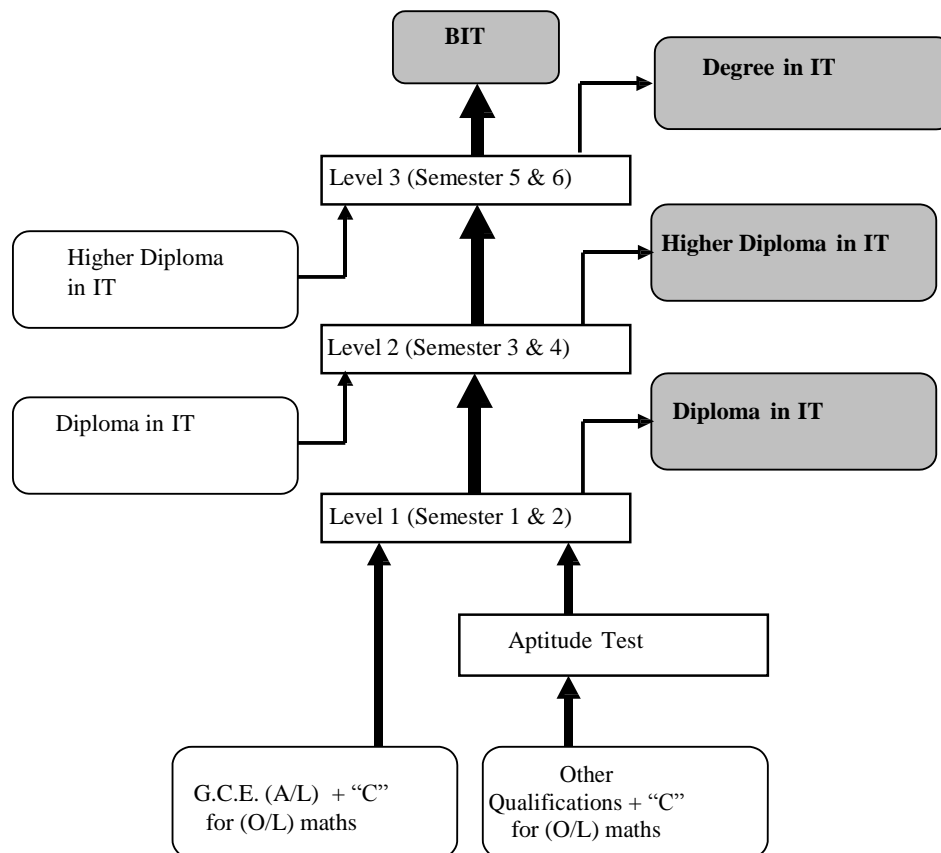 BIT
Degree in IT
Level 3 (Semester 5 & 6)
Higher Diploma
in IT
Higher Diploma in IT
Level 2 (Semester 3 & 4)
Diploma in IT
Diploma in IT
Level 1 (Semester 1 & 2)
Aptitude Test
G.C.E. (A/L) + “C”
for (O/L) maths
Other
Qualifications + “C”
for (O/L) maths